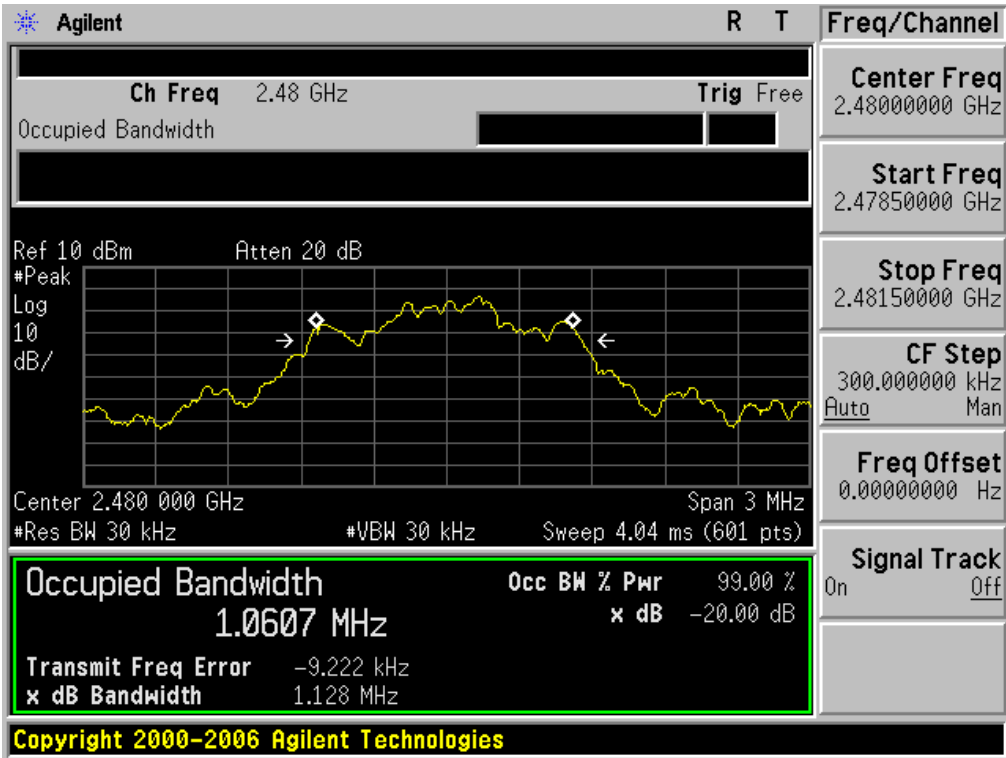 Agilent R T
Freq/Channel
Ch Freq 2.48 GHz Trig Free
Occupied Bandwidth
Center Freq
2.48000000 GHz
Start Freq
2.47850000 GHz
Stop Freq
2.48150000 GHz
CF Step
300.000000 kHz
Auto Man
Freq Offset
0.00000000 Hz
Signal Track
On Off
Ref 10 dBm Atten 20 dB
#Peak
Log
10
dB/
Center 2.480 000 GHz Span 3 MHz
#Res BW 30 kHz #VBW 30 kHz Sweep 4.04 ms (601 pts)
Occupied Bandwidth
1.0607 MHz
Occ BW % Pwr 99.00 %
x dB -20.00 dB
Transmit Freq Error -9.222 kHz
x dB Bandwidth 1.128 MHz
Copyright 2000-2006 Agilent Technologies